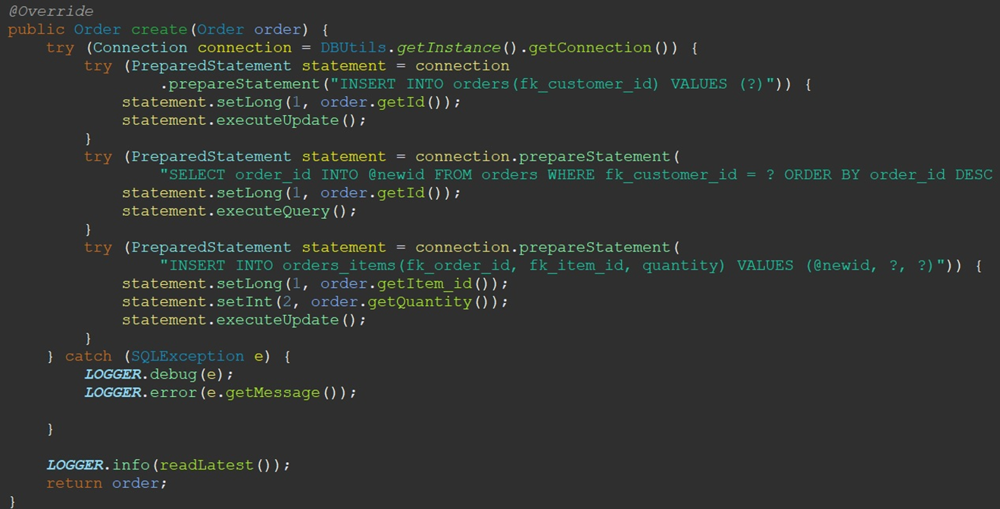 @Override
public Order create(Order order) {
    try (Connection connection = DBUtils.getInstance().getConnection()) {
        try (PreparedStatement statement = connection
                .prepareStatement("INSERT INTO orders(fk_customer_id) VALUES (?)")) {
            statement.setLong(1, order.getId());
            statement.executeUpdate();
        }
        try (PreparedStatement statement = connection.prepareStatement(
                "SELECT order_id INTO @newid FROM orders WHERE fk_customer_id = ? ORDER BY order_id DESC
            statement.setLong(1, order.getId());
            statement.executeQuery();
        }
        try (PreparedStatement statement = connection.prepareStatement(
                "INSERT INTO orders_items(fk_order_id, fk_item_id, quantity) VALUES (@newid, ?, ?)")) {
            statement.setLong(1, order.getItem_id());
            statement.setInt(2, order.getQuantity());
            statement.executeUpdate();
        }
    } catch (SQLException e) {
        LOGGER.debug(e);
        LOGGER.error(e.getMessage());
    }
    LOGGER.info(readLatest());
    return order;
}